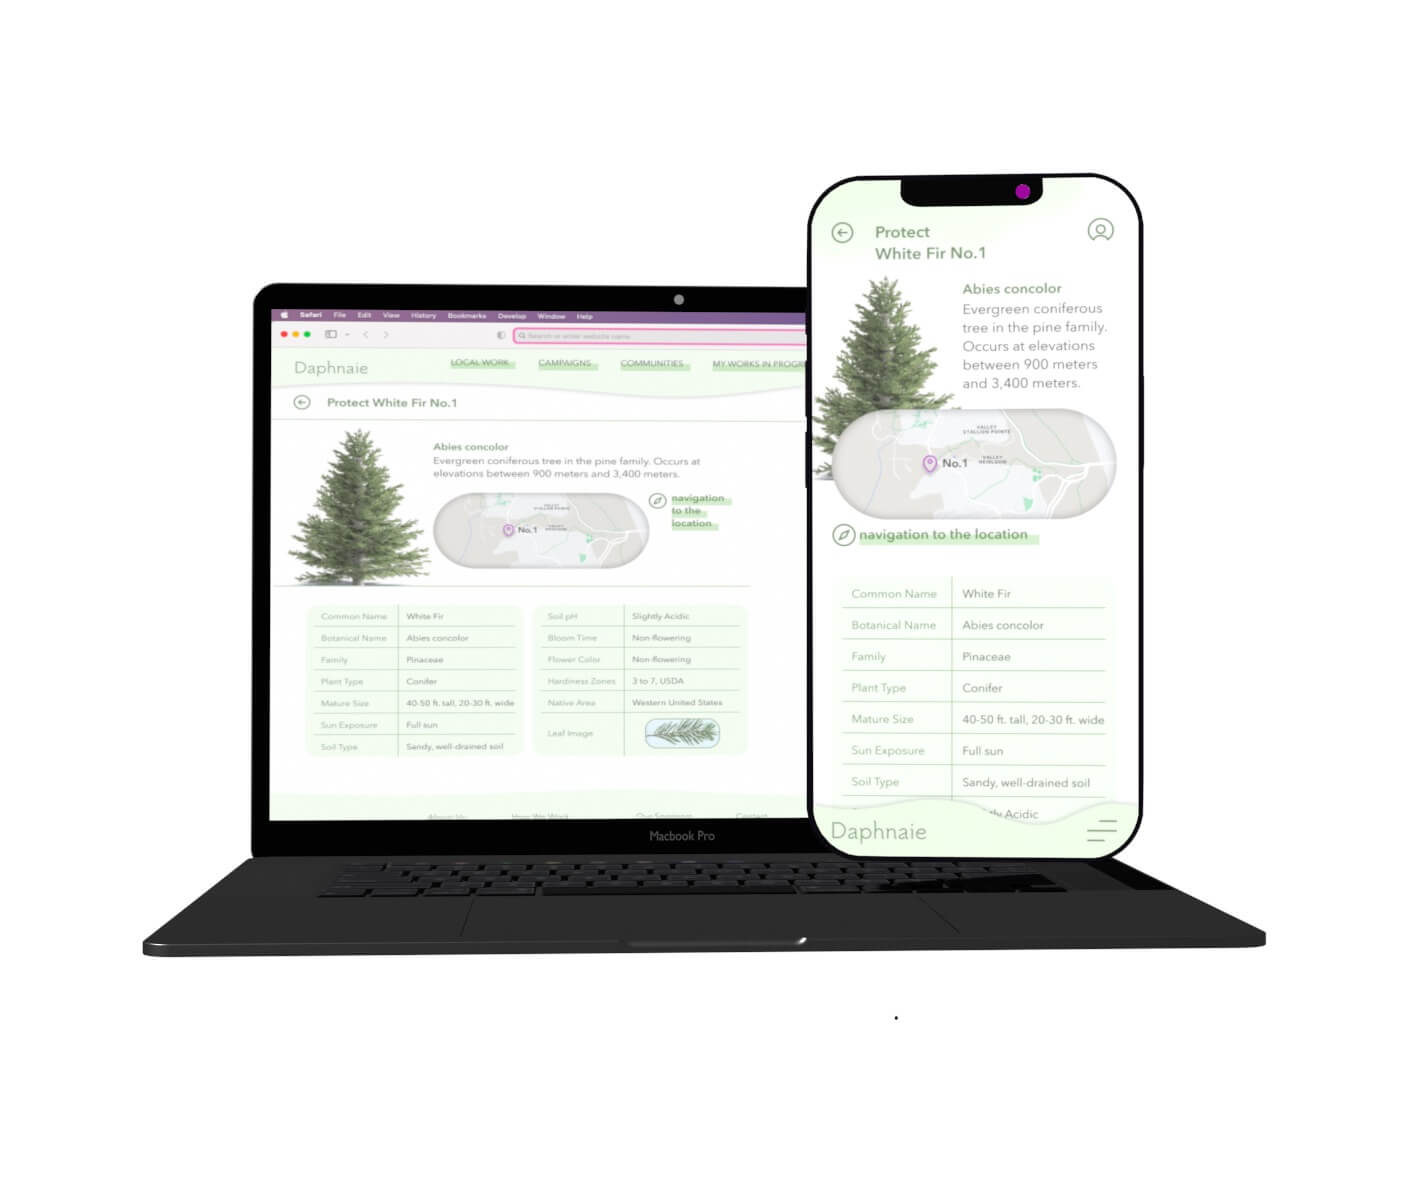 Safari File Edit View History Bookmarks Develop Window Help
Search or enter website name
Daphnaie
LOCAL WORK CAMPAIGNS COMMUNITIES MY WORKS IN PROGR
Protect White Fir No.1
Abies concolor
Evergreen coniferous tree in the pine family. Occurs at
elevations between 900 meters and 3,400 meters.
VALLEY
STALLION POINTE
No.1
VALLEY
HEIRLOOM
navigation
to the
location
Common Name White Fir
Botanical Name Abies concolor
Family Pinaceae
Plant Type Conifer
Mature Size 40-50 ft. tall, 20-30 ft. wide
Sun Exposure Full sun
Soil Type Sandy, well-drained soil
Soil pH Slightly Acidic
Bloom Time Non-flowering
Flower Color Non-flowering
Hardiness Zones 3 to 7, USDA
Native Area Western United States
Leaf Image
About Us How We Work Our Sponsors Contact
Macbook Pro
Protect
White Fir No.1
Abies concolor
Evergreen coniferous
tree in the pine family.
Occurs at elevations
between 900 meters
and 3,400 meters.
VALLEY
STALLION POINTE
No.1
VALLEY
HEIRLOOM
navigation to the location
Common Name White Fir
Botanical Name Abies concolor
Family Pinaceae
Plant Type Conifer
Mature Size 40-50 ft. tall, 20-30 ft. wide
Sun Exposure Full sun
Soil Type Sandy, well-drained soil
Acidic
Daphnaie